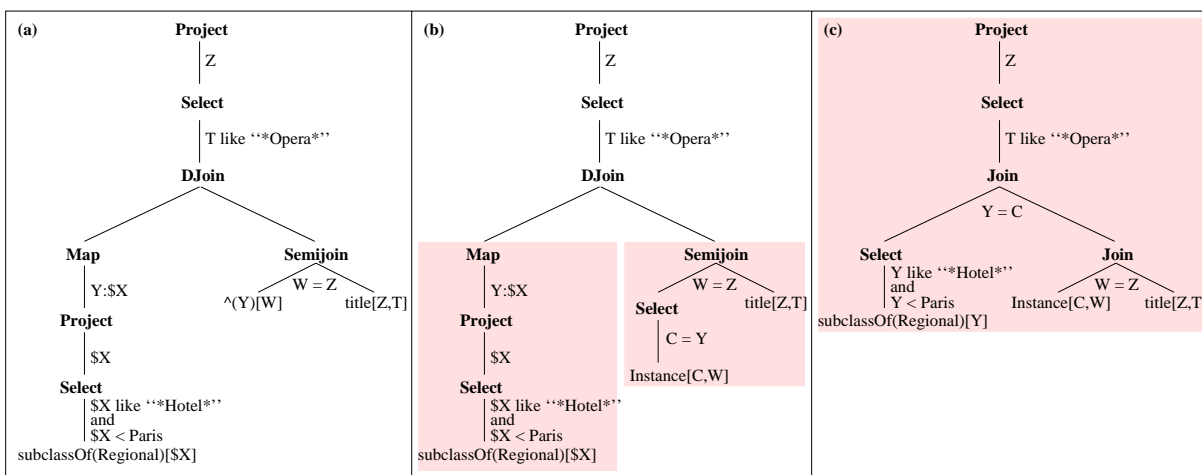 (a)
Project
Z
Select
T like ‘‘*Opera*’’
DJoin
Map
Semijoin
Y:$X
W = Z
^(Y)[W]
title[Z,T]
Project
$X
Select
$X like ‘‘*Hotel*’’
and
$X < Paris
subclassOf(Regional)[$X]
(b)
Project
Z
Select
T like ‘‘*Opera*’’
DJoin
Map
Semijoin
Y:$X
W = Z
Select
title[Z,T]
Project
C = Y
$X
Instance[C,W]
Select
$X like ‘‘*Hotel*’’
and
$X < Paris
subclassOf(Regional)[$X]
(c)
Project
Z
Select
T like ‘‘*Opera*’’
Join
Y = C
Select
Join
Y like ‘‘*Hotel*’’
and
Y < Paris
W = Z
Instance[C,W]
title[Z,T
subclassOf(Regional)[Y]